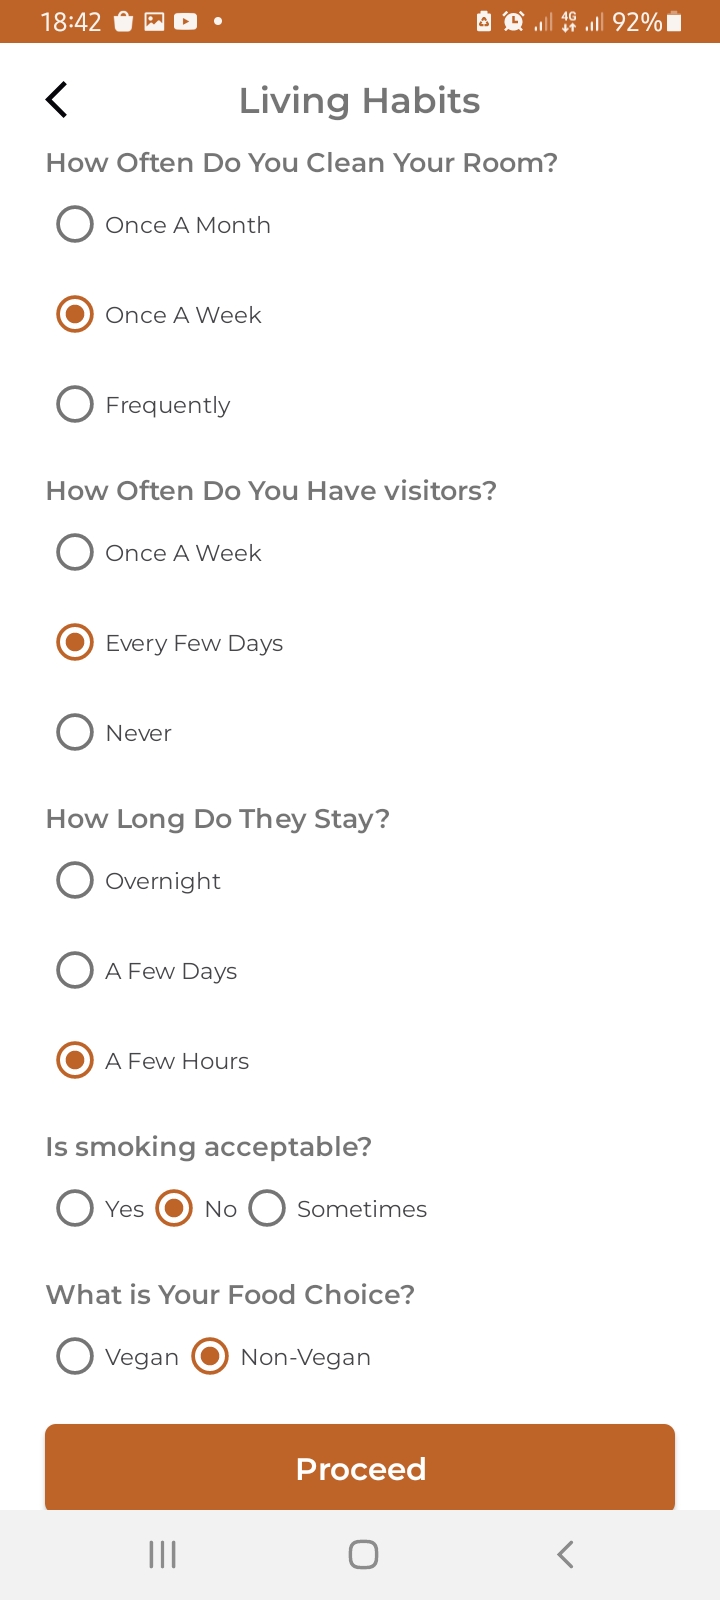 18:42 4G 92%
Living Habits
How Often Do You Clean Your Room?
Once A Month
Once A Week
Frequently
How Often Do You Have visitors?
Once A Week
Every Few Days
Never
How Long Do They Stay?
Overnight
A Few Days
A Few Hours
Is smoking acceptable?
Yes No Sometimes
What is Your Food Choice?
Vegan Non-Vegan
Proceed